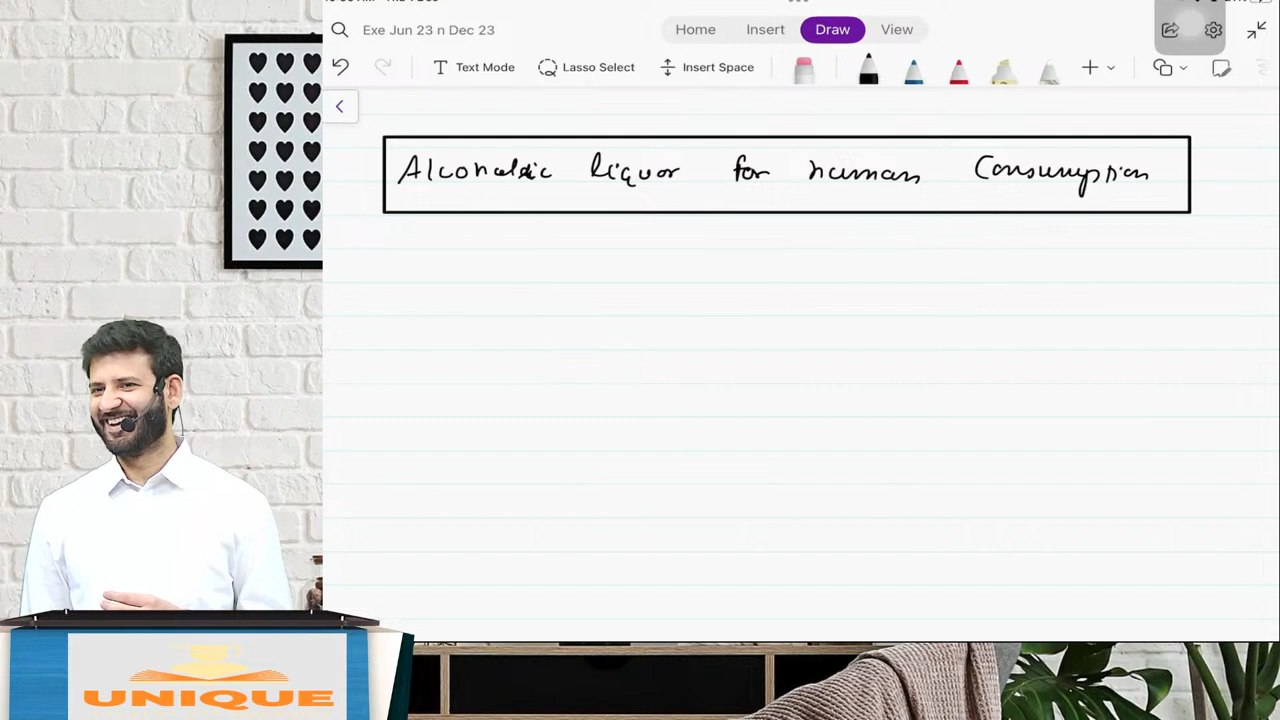 Exe Jun 23 n Dec 23
Home Insert Draw View
Text Mode Lasso Select Insert Space
Alcoholic liquor for human Consumption
UNIQUE